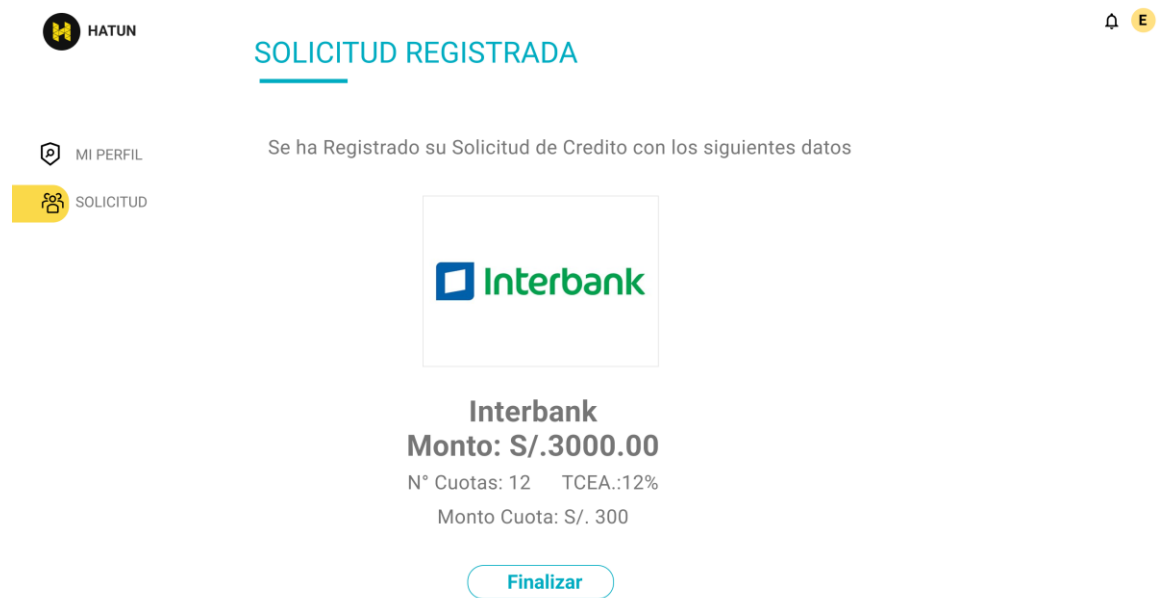 HATUN
E
SOLICITUD REGISTRADA
MI PERFIL
SOLICITUD
Se ha Registrado su Solicitud de Credito con los siguientes datos
Interbank
Interbank
Monto: S/.3000.00
N° Cuotas: 12 TCEA.:12%
Monto Cuota: S/. 300
Finalizar